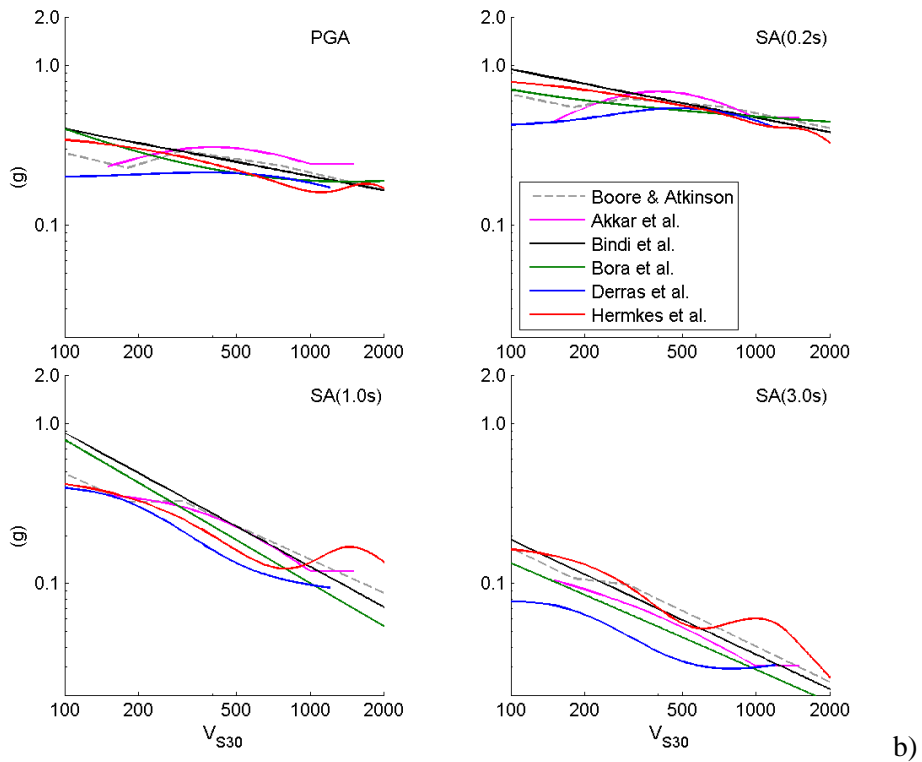 2.0
PGA
1.0
(g)
0.1
100 200 500 1000 2000
2.0
SA(0.2s)
1.0
0.1
Boore & Atkinson
Akkar et al.
Bindi et al.
Bora et al.
Derras et al.
Hermkes et al.
100 200 500 1000 2000
2.0
SA(1.0s)
1.0
(g)
0.1
100 200 500 1000 2000
VS30
2.0
SA(3.0s)
1.0
0.1
100 200 500 1000 2000
VS30
b)